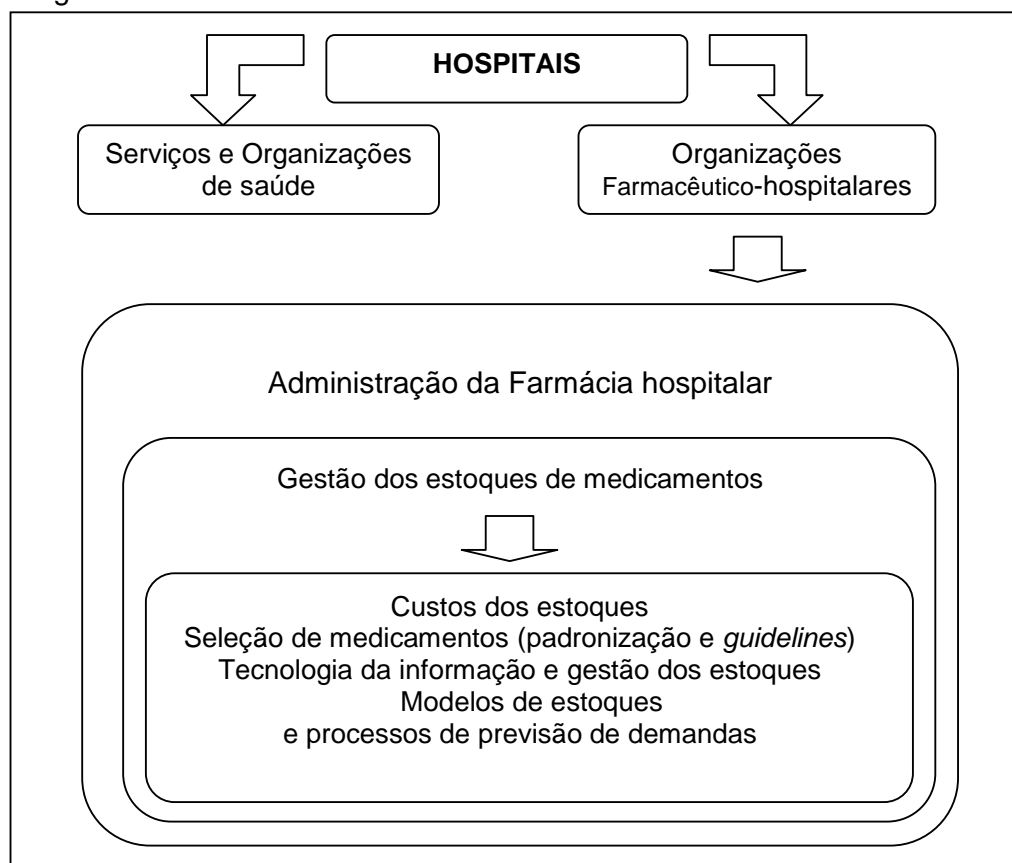 HOSPITAIS
Serviços e Organizações
de saúde
Organizações
Farmacêutico-hospitalares
Administração da Farmácia hospitalar
Gestão dos estoques de medicamentos
Custos dos estoques
Seleção de medicamentos (padronização e guidelines)
Tecnologia da informação e gestão dos estoques
Modelos de estoques
e processos de previsão de demandas